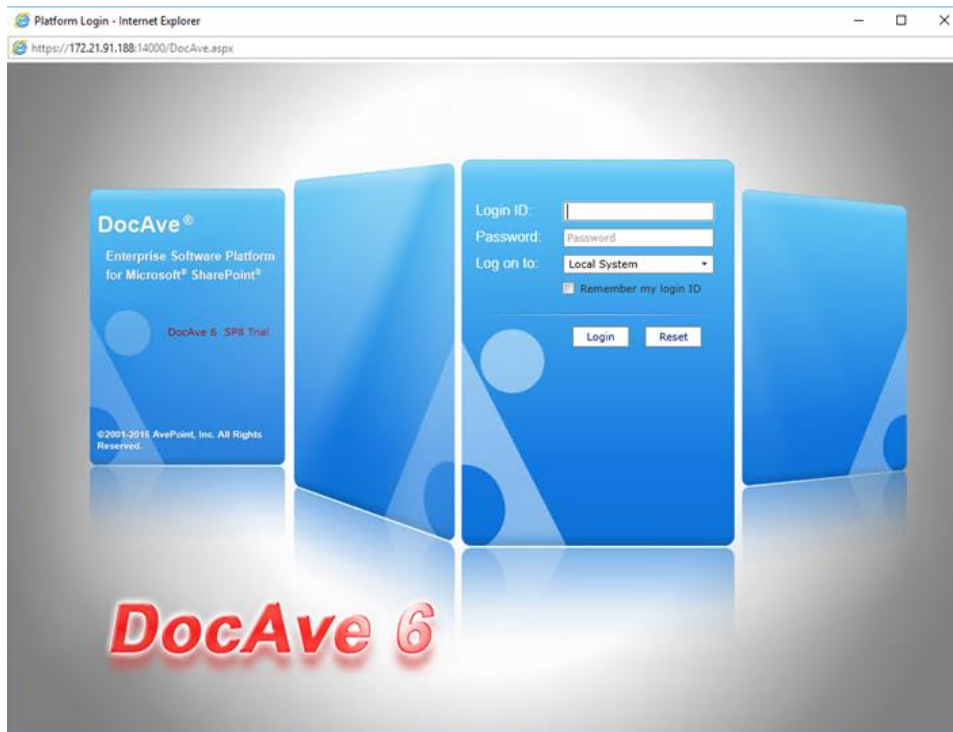 Platform Login - Internet Explorer
https://172.21.91.188:14000/DocAve.aspx
DocAve®
Enterprise Software Platform
for Microsoft® SharePoint®
DocAve 6 SP8 Trial
©2001-2016 AvePoint, Inc. All Rights
Reserved.
Login ID:
Password:
Password
Log on to:
Local System
Remember my login ID
Login
Reset
DocAve 6